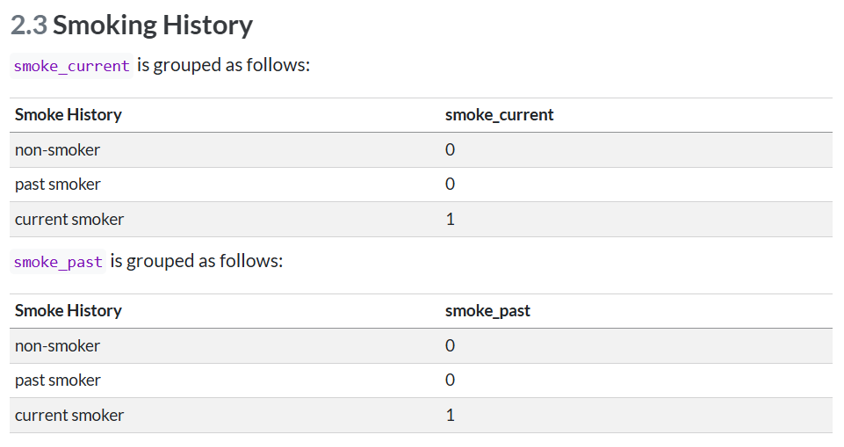 2.3 Smoking History
smoke_current is grouped as follows:
Smoke History smoke_current
non-smoker 0
past smoker 0
current smoker 1
smoke_past is grouped as follows:
Smoke History smoke_past
non-smoker 0
past smoker 0
current smoker 1